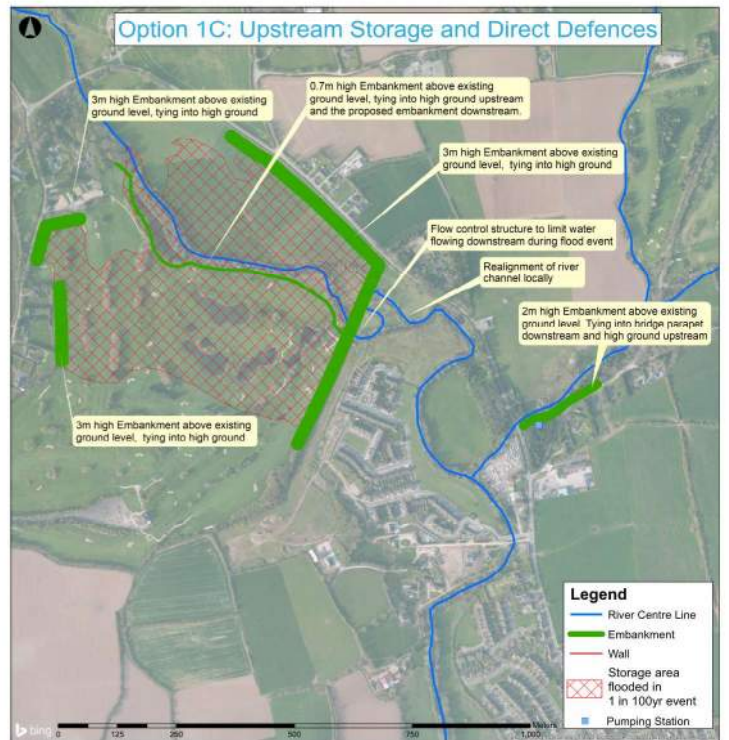 Option 1C: Upstream Storage and Direct Defences
0.7m high Embankment above existing
ground level, tying into high ground upstream
and the proposed embankment downstream.
3m high Embankment above existing
ground level, tying into high ground
3m high Embankment above existing
ground level, tying into high ground
Flow control structure to limit water
flowing downstream during flood event
Realignment of river
channel locally
2m high Embankment above existing
ground level. Tying into bridge parapet
downstream and high ground upstream
3m high Embankment above existing
ground level, tying into high ground
Legend
River Centre Line
Embankment
Wall
Storage area
flooded in
1 in 100yr event
Pumping Station
bing
Meters
0 125 250 500 750 1,000